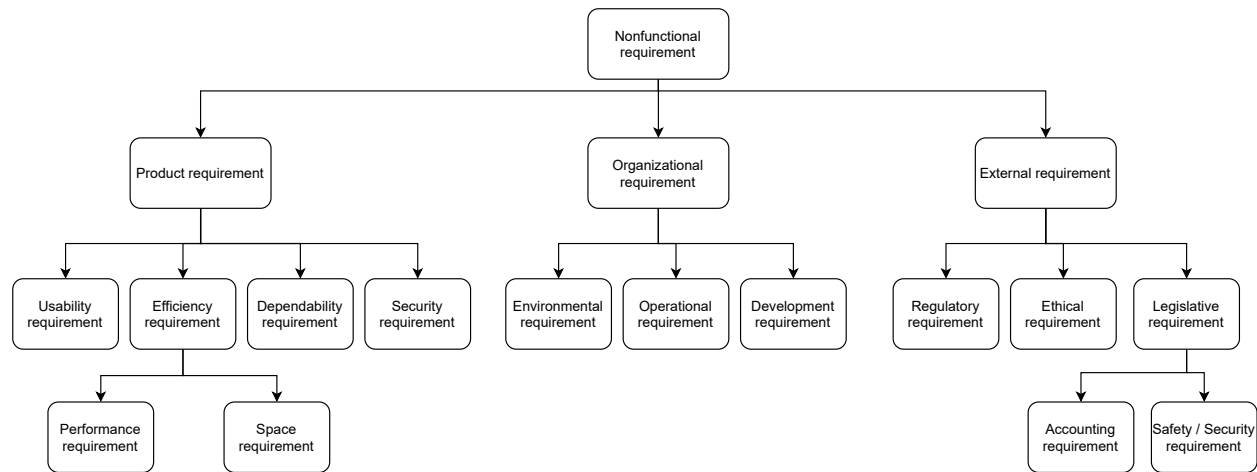 Nonfunctional
requirement
Product requirement
Organizational
requirement
External requirement
Usability
requirement
Efficiency
requirement
Dependability
requirement
Security
requirement
Environmental
requirement
Operational
requirement
Development
requirement
Regulatory
requirement
Ethical
requirement
Legislative
requirement
Performance
requirement
Space
requirement
Accounting
requirement
Safety / Security
requirement